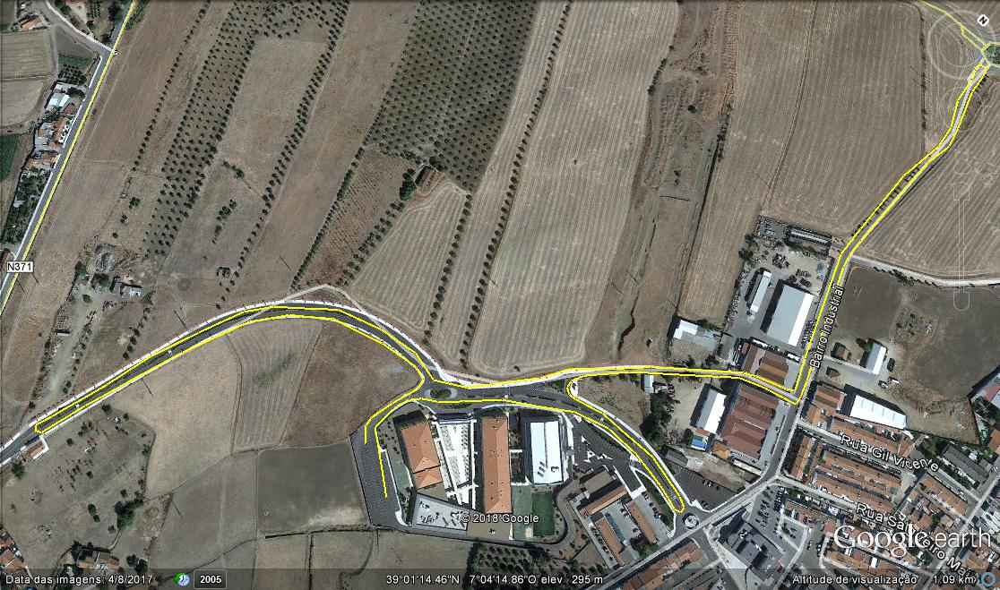 N
N371
Bairro Industrial
Rua Gil Vicente
© 2018 Google
Google earth
Data das imagens: 4/8/2017 2005 39°01'14.46"N 7°04'14.86"O elev 295 m Altitude de visualização 1.09 km